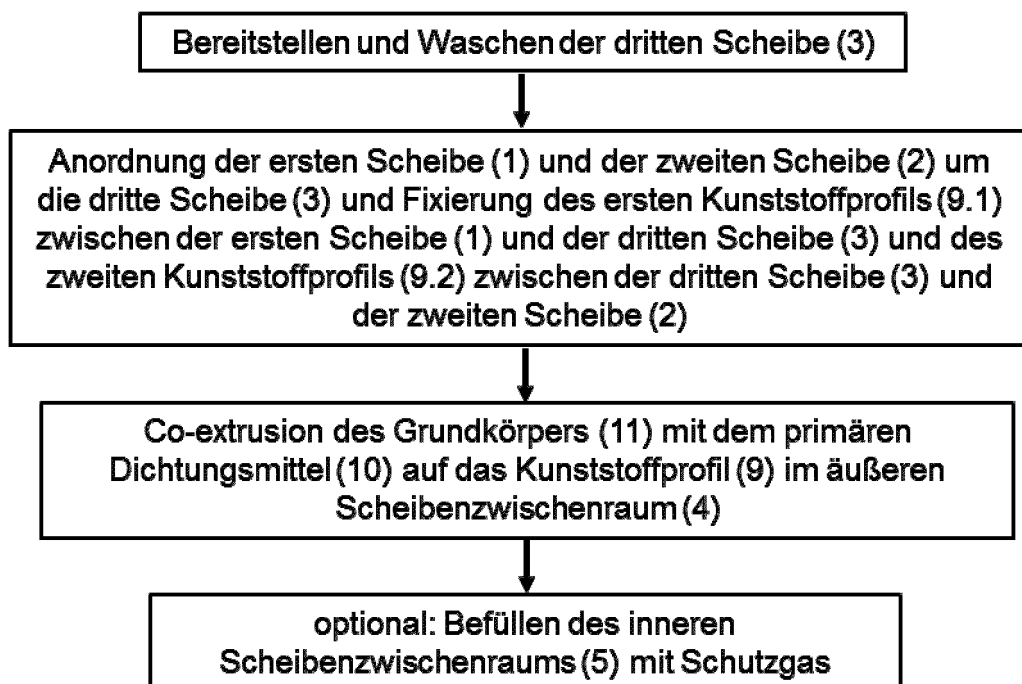 Bereitstellen und Waschen der dritten Scheibe (3)
Anordnung der ersten Scheibe (1) und der zweiten Scheibe (2) um
die dritte Scheibe (3) und Fixierung des ersten Kunststoffprofils (9.1)
zwischen der ersten Scheibe (1) und der dritten Scheibe (3) und des
zweiten Kunststoffprofils (9.2) zwischen der dritten Scheibe (3) und
der zweiten Scheibe (2)
Co-extrusion des Grundkörpers (11) mit dem primären
Dichtungsmittel (10) auf das Kunststoffprofil (9) im äußeren
Scheibenzwischenraum (4)
optional: Befüllen des inneren
Scheibenzwischenraums (5) mit Schutzgas